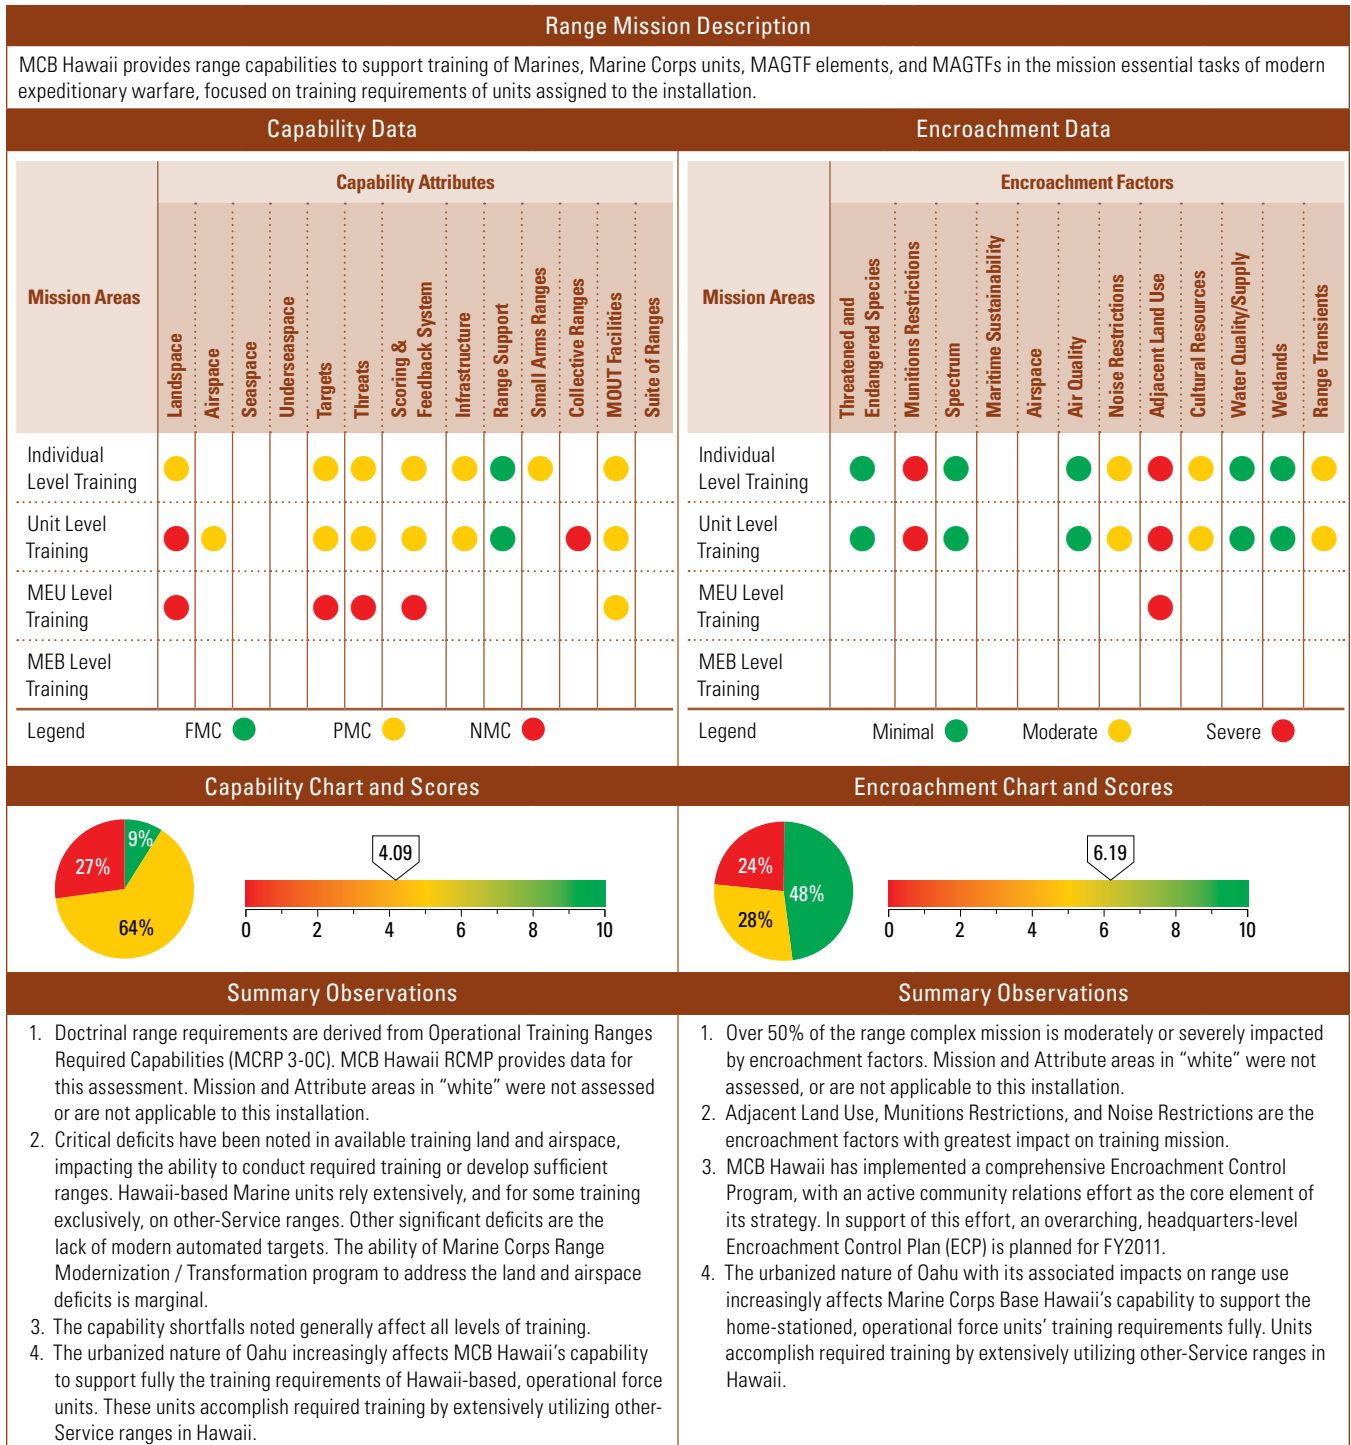 Range Mission Description
MCB Hawaii provides range capabilities to support training of Marines, Marine Corps units, MAGTF elements, and MAGTFs in the mission essential tasks of modern
expeditionary warfare, focused on training requirements of units assigned to the installation.
Capability Data
Mission Areas
Capability Attributes
Landspace
Airspace
Seaspace
Underseaspace
Targets
Threats
Scoring &
Feedback System
Infrastructure
Range Support
Small Arms Ranges
Collective Ranges
MOUT Facilities
Suite of Ranges
Individual
Level Training
Unit Level
Training
MEU Level
Training
MEB Level
Training
Legend
FMC
PMC
NMC
Encroachment Data
Mission Areas
Encroachment Factors
Threatened and
Endangered Species
Munitions Restrictions
Spectrum
Maritime Sustainability
Airspace
Air Quality
Noise Restrictions
Adjacent Land Use
Cultural Resources
Water Quality/Supply
Wetlands
Range Transients
Individual
Level Training
Unit Level
Training
MEU Level
Training
MEB Level
Training
Legend
Minimal
Moderate
Severe
Capability Chart and Scores
9%
27%
64%
4.09
0 2 4 6 8 10
Encroachment Chart and Scores
24%
48%
28%
6.19
0 2 4 6 8 10
Summary Observations
1. Doctrinal range requirements are derived from Operational Training Ranges
Required Capabilities (MCRP 3-0C). MCB Hawaii RCMP provides data for
this assessment. Mission and Attribute areas in “white” were not assessed
or are not applicable to this installation.
2. Critical deficits have been noted in available training land and airspace,
impacting the ability to conduct required training or develop sufficient
ranges. Hawaii-based Marine units rely extensively, and for some training
exclusively, on other-Service ranges. Other significant deficits are the
lack of modern automated targets. The ability of Marine Corps Range
Modernization / Transformation program to address the land and airspace
deficits is marginal.
3. The capability shortfalls noted generally affect all levels of training.
4. The urbanized nature of Oahu increasingly affects MCB Hawaii’s capability
to support fully the training requirements of Hawaii-based, operational force
units. These units accomplish required training by extensively utilizing other-
Service ranges in Hawaii.
Summary Observations
1. Over 50% of the range complex mission is moderately or severely impacted
by encroachment factors. Mission and Attribute areas in “white” were not
assessed, or are not applicable to this installation.
2. Adjacent Land Use, Munitions Restrictions, and Noise Restrictions are the
encroachment factors with greatest impact on training mission.
3. MCB Hawaii has implemented a comprehensive Encroachment Control
Program, with an active community relations effort as the core element of
its strategy. In support of this effort, an overarching, headquarters-level
Encroachment Control Plan (ECP) is planned for FY2011.
4. The urbanized nature of Oahu with its associated impacts on range use
increasingly affects Marine Corps Base Hawaii’s capability to support the
home-stationed, operational force units’ training requirements fully. Units
accomplish required training by extensively utilizing other-Service ranges in
Hawaii.